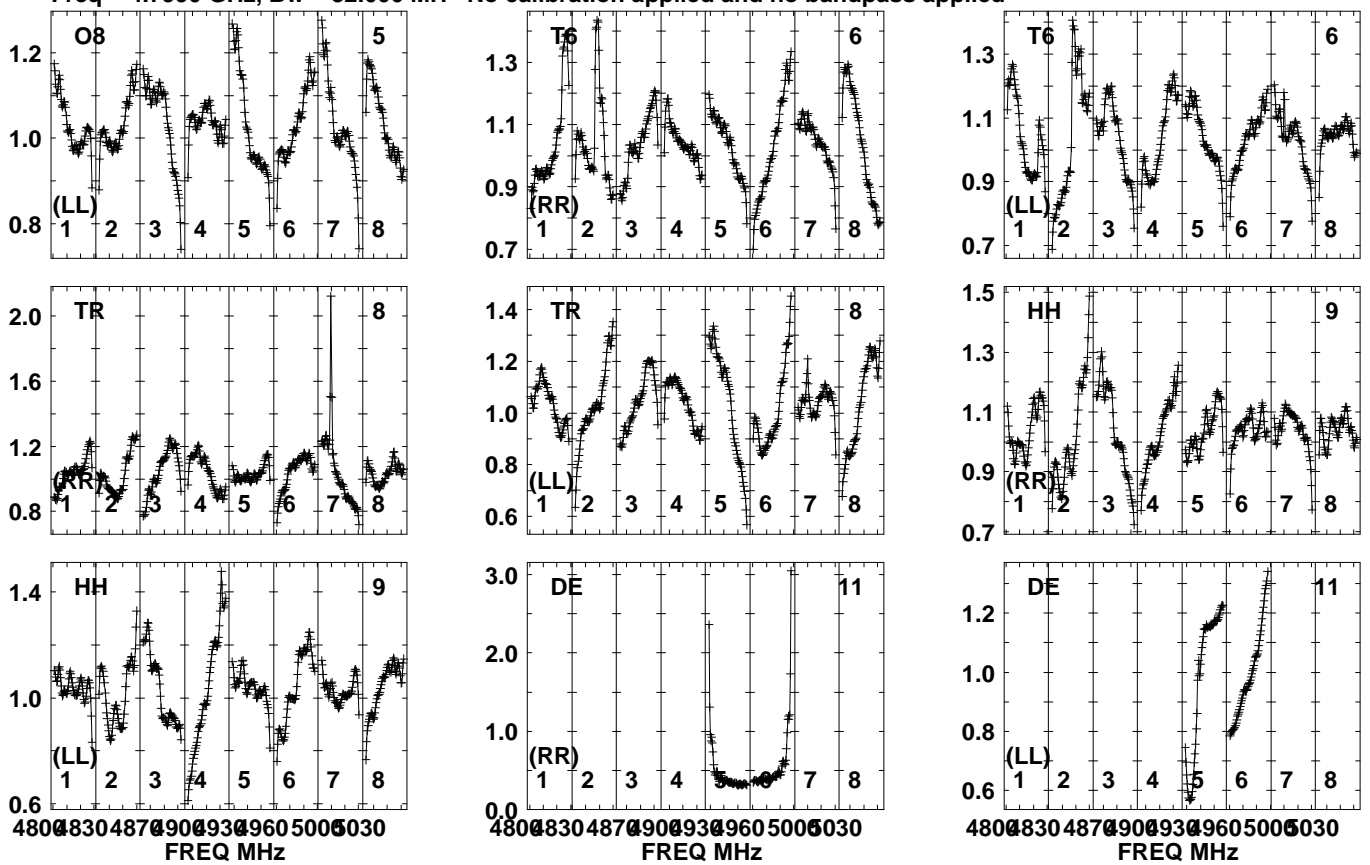 No calibration applied and no bandpass applied
O8 5
1.2
1.0
0.8
(LL)
1 2 3 4 5 6 7 8
T6 6
1.3
1.1
0.9
0.7
(RR)
1 2 3 4 5 6 7 8
T6 6
1.3
1.1
0.9
0.7
(LL)
1 2 3 4 5 6 7 8
TR 8
2.0
1.6
1.2
0.8
(RR)
1 2 3 4 5 6 7 8
TR 8
1.4
1.2
1.0
0.8
0.6
(LL)
1 2 3 4 5 6 7 8
HH 9
1.5
1.3
1.1
0.9
0.7
(RR)
1 2 3 4 5 6 7 8
HH 9
1.4
1.2
1.0
0.8
0.6
(LL)
1 2 3 4 5 6 7 8
4800 4830 4870 4900 4930 4960 5000 5030
FREQ MHz
DE 11
3.0
2.0
1.0
0.0
(RR)
1 2 3 4 5 6 7 8
4800 4830 4870 4900 4930 4960 5000 5030
FREQ MHz
DE 11
1.2
1.0
0.8
0.6
(LL)
1 2 3 4 5 6 7 8
4800 4830 4870 4900 4930 4960 5000 5030
FREQ MHz